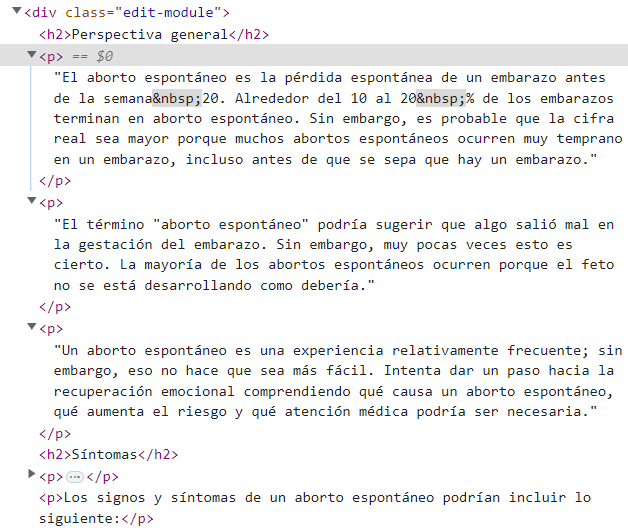 ▼<div class="edit-module">
<h2>Perspectiva general</h2>
▼<p> == $0
"El aborto espontáneo es la pérdida espontánea de un embarazo antes
de la semana&nbsp;20. Alrededor del 10 al 20&nbsp;% de los embarazos
terminan en aborto espontáneo. Sin embargo, es probable que la cifra
real sea mayor porque muchos abortos espontáneos ocurren muy temprano
en un embarazo, incluso antes de que se sepa que hay un embarazo."
</p>
▼<p>
"El término "aborto espontáneo" podría sugerir que algo salió mal en
la gestación del embarazo. Sin embargo, muy pocas veces esto es
cierto. La mayoría de los abortos espontáneos ocurren porque el feto
no se está desarrollando como debería."
</p>
▼<p>
"Un aborto espontáneo es una experiencia relativamente frecuente; sin
embargo, eso no hace que sea más fácil. Intenta dar un paso hacia la
recuperación emocional comprendiendo qué causa un aborto espontáneo,
qué aumenta el riesgo y qué atención médica podría ser necesaria."
</p>
<h2>Síntomas</h2>
▶<p>…</p>
<p>Los signos y síntomas de un aborto espontáneo podrían incluir lo
siguiente:</p>